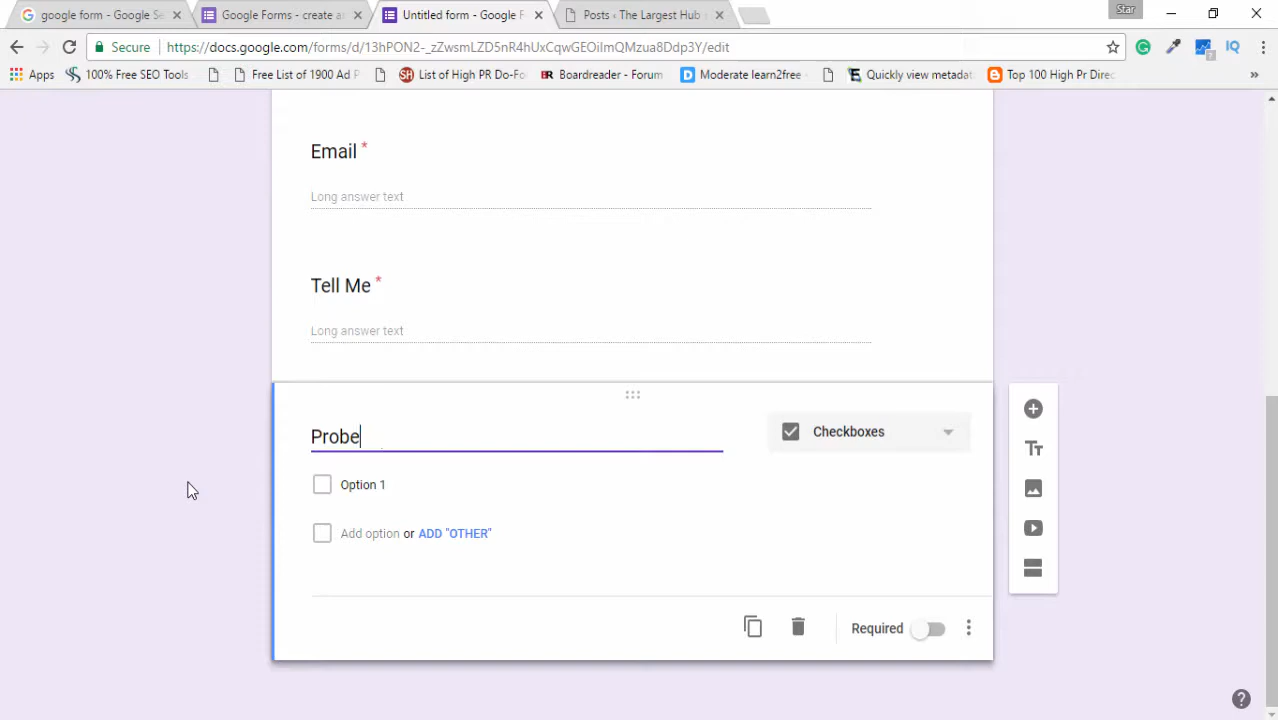 google form - Google Se
Google Forms - create a
Untitled form - Google F
Posts ‹ The Largest Hub
Star
Secure
https://docs.google.com/forms/d/13hPON2-_zZwsmLZD5nR4hUxCqwGEOiImQMzua8Ddp3Y/edit
IQ
Apps
100% Free SEO Tools
Free List Of 1900 Ad P
SH List of High PR Do-Fo
BR Boardreader - Forum
D Moderate learn2free
Quickly view metadat
Top 100 High Pr Direc
Email *
Long answer text
Tell Me *
Long answer text
Probe
Checkboxes
Option 1
Add option or ADD "OTHER"
Required